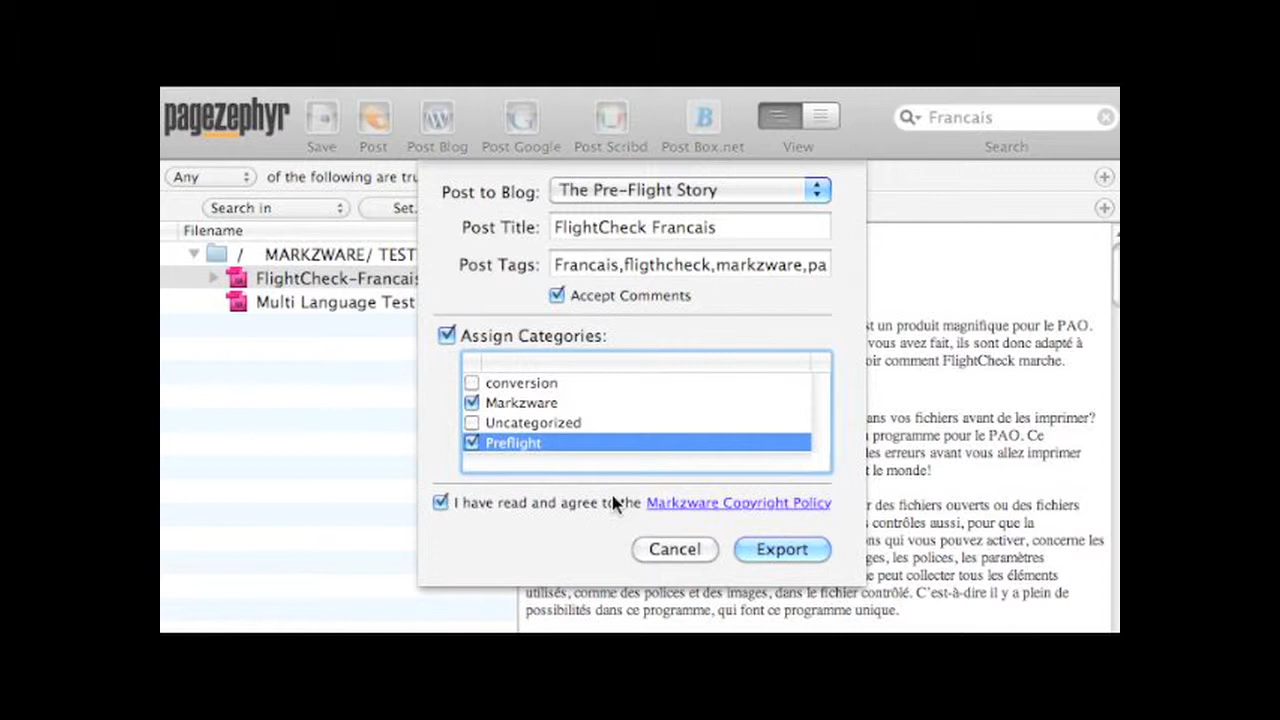 pagezephyr
Save Post Post Blog Post Google Post Scribd Post Box.net View Search
Francais
Any of the following are tru
Search in Set.
Filename
/ MARKZWARE/ TEST
FlightCheck-Francais
Multi Language Test
Post to Blog: The Pre-Flight Story
Post Title: FlightCheck Francais
Post Tags: Francais,fligthcheck,markzware,pa
Accept Comments
Assign Categories:
conversion
Markzware
Uncategorized
Preflight
I have read and agree to the Markzware Copyright Policy
Cancel Export
st un produit magnifique pour le PAO.
vous avez fait, ils sont donc adapté à
oir comment FlightCheck marche.
ans vos fichiers avant de les imprimer?
programme pour le PAO. Ce
les erreurs avant vous allez imprimer
t le monde!
r des fichiers ouverts ou des fichiers
contrôles aussi, pour que la
ons qui vous pouvez activer, concerne les
ges, les polices, les paramètres
e peut collecter tous les éléments
utilisés, comme des polices et des images, dans le fichier contrôlé. C'est-à-dire il y a plein de
possibilités dans ce programme, qui font ce programme unique.